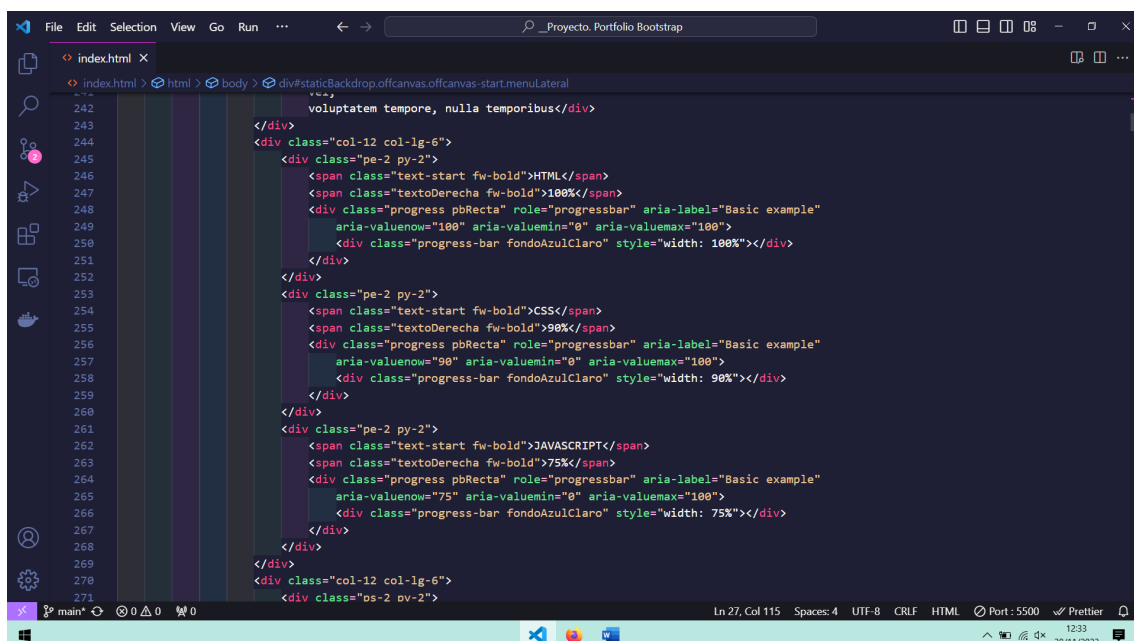 File Edit Selection View Go Run ··· ← → __Proyecto. Portfolio Bootstrap
index.html
index.html > html > body > div#staticBackdrop.offcanvas.offcanvas-start.menuLateral
241 vel,
242 voluptatem tempore, nulla temporibus</div>
243 </div>
244 <div class="col-12 col-lg-6">
245 <div class="pe-2 py-2">
246 <span class="text-start fw-bold">HTML</span>
247 <span class="textoDerecha fw-bold">100%</span>
248 <div class="progress pbRecta" role="progressbar" aria-label="Basic example"
249 aria-valuenow="100" aria-valuemin="0" aria-valuemax="100">
250 <div class="progress-bar fondoAzulClaro" style="width: 100%"></div>
251 </div>
252 </div>
253 <div class="pe-2 py-2">
254 <span class="text-start fw-bold">CSS</span>
255 <span class="textoDerecha fw-bold">90%</span>
256 <div class="progress pbRecta" role="progressbar" aria-label="Basic example"
257 aria-valuenow="90" aria-valuemin="0" aria-valuemax="100">
258 <div class="progress-bar fondoAzulClaro" style="width: 90%"></div>
259 </div>
260 </div>
261 <div class="pe-2 py-2">
262 <span class="text-start fw-bold">JAVASCRIPT</span>
263 <span class="textoDerecha fw-bold">75%</span>
264 <div class="progress pbRecta" role="progressbar" aria-label="Basic example"
265 aria-valuenow="75" aria-valuemin="0" aria-valuemax="100">
266 <div class="progress-bar fondoAzulClaro" style="width: 75%"></div>
267 </div>
268 </div>
269 </div>
270 <div class="col-12 col-lg-6">
271 <div class="ps-2 py-2">
2
main* 0 0 0 Ln 27, Col 115 Spaces: 4 UTF-8 CRLF HTML Port : 5500 Prettier
12:33